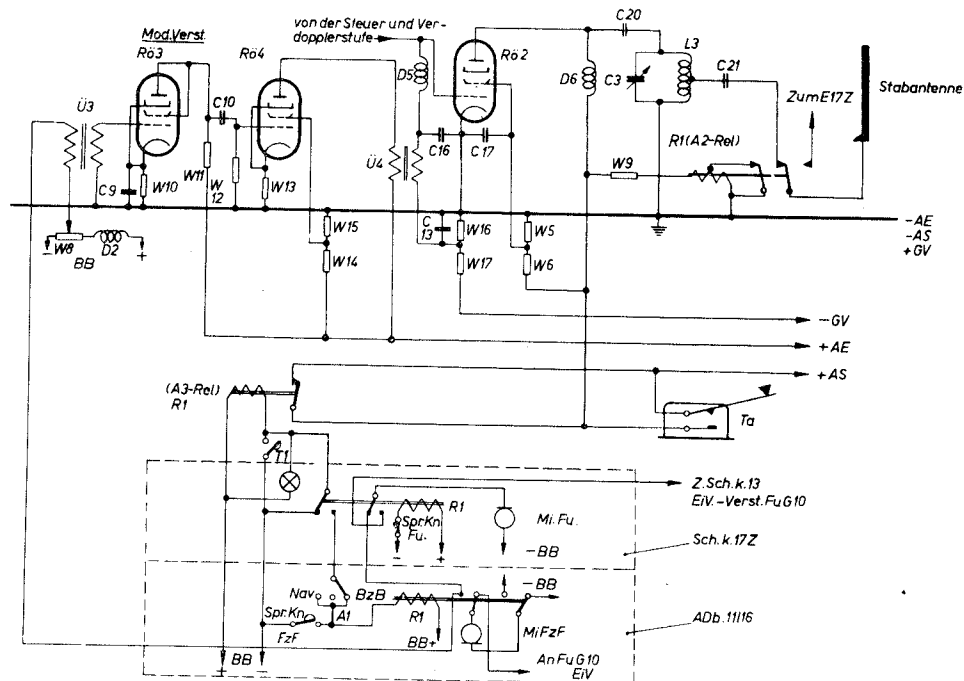 C20
von der Steuer und Ver-
dopplerstufe
Mod.Verst
Rö3
Rö4
D5
Rö2
D6
C3
L3
C21
Zum E17Z
Stabantenne
Ü3
C10
C16
C17
R1(A2-Rel)
Ü4
W9
C9
W10
W11
W
12
W13
W15
W14
C
13
W16
W17
W5
W6
-AE
-AS
+GV
W8
D2
-
+
BB
-GV
+AE
+AS
(A3-Rel)
R1
Ta
T1
R1
Spr.Kn
Fu.
-
+
Mi.Fu.
-BB
Z.Sch.k.13
EiV.-Verst.FuG10
Sch.k.17Z
-BB
Nav
BzB
A1
Spr.Kn
FzF
R1
BB+
MiFzF
ADb.11/16
BB
+
-
An FuG10
EiV